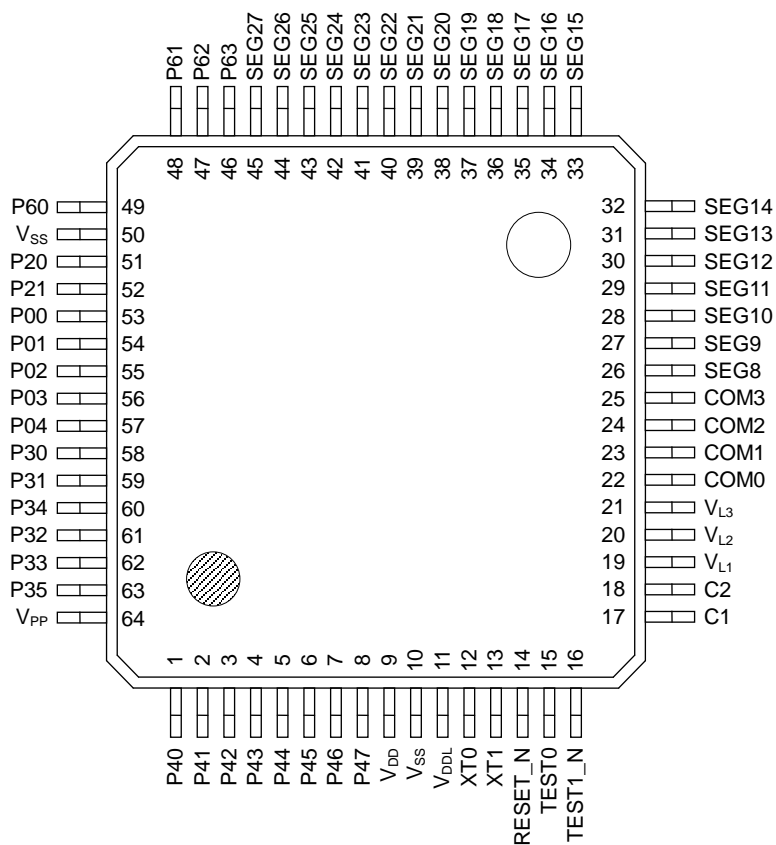 P61 P62 P63 SEG27 SEG26 SEG25 SEG24 SEG23 SEG22 SEG21 SEG20 SEG19 SEG18 SEG17 SEG16 SEG15
48 47 46 45 44 43 42 41 40 39 38 37 36 35 34 33
P60 49 32 SEG14
VSS 50 31 SEG13
P20 51 30 SEG12
P21 52 29 SEG11
P00 53 28 SEG10
P01 54 27 SEG9
P02 55 26 SEG8
P03 56 25 COM3
P04 57 24 COM2
P30 58 23 COM1
P31 59 22 COM0
P34 60 21 VL3
P32 61 20 VL2
P33 62 19 VL1
P35 63 18 C2
VPP 64 17 C1
1 2 3 4 5 6 7 8 9 10 11 12 13 14 15 16
P40 P41 P42 P43 P44 P45 P46 P47 VDD VSS VDDL XT0 XT1 RESET_N TEST0 TEST1_N